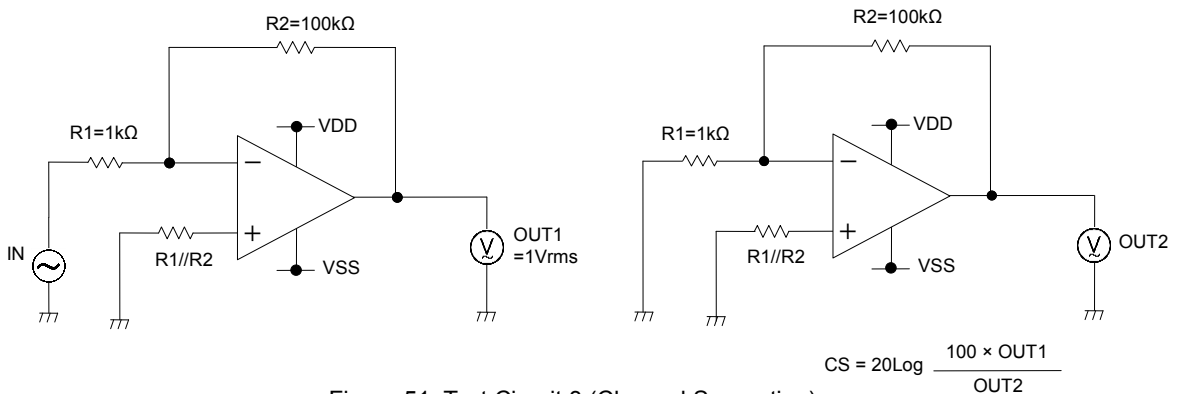 R2=100kΩ
R1=1kΩ
VDD
−
+
R1//R2
VSS
IN
V
OUT1
=1Vrms
R2=100kΩ
R1=1kΩ
VDD
−
+
R1//R2
VSS
V
OUT2
CS = 20Log 100 × OUT1
OUT2